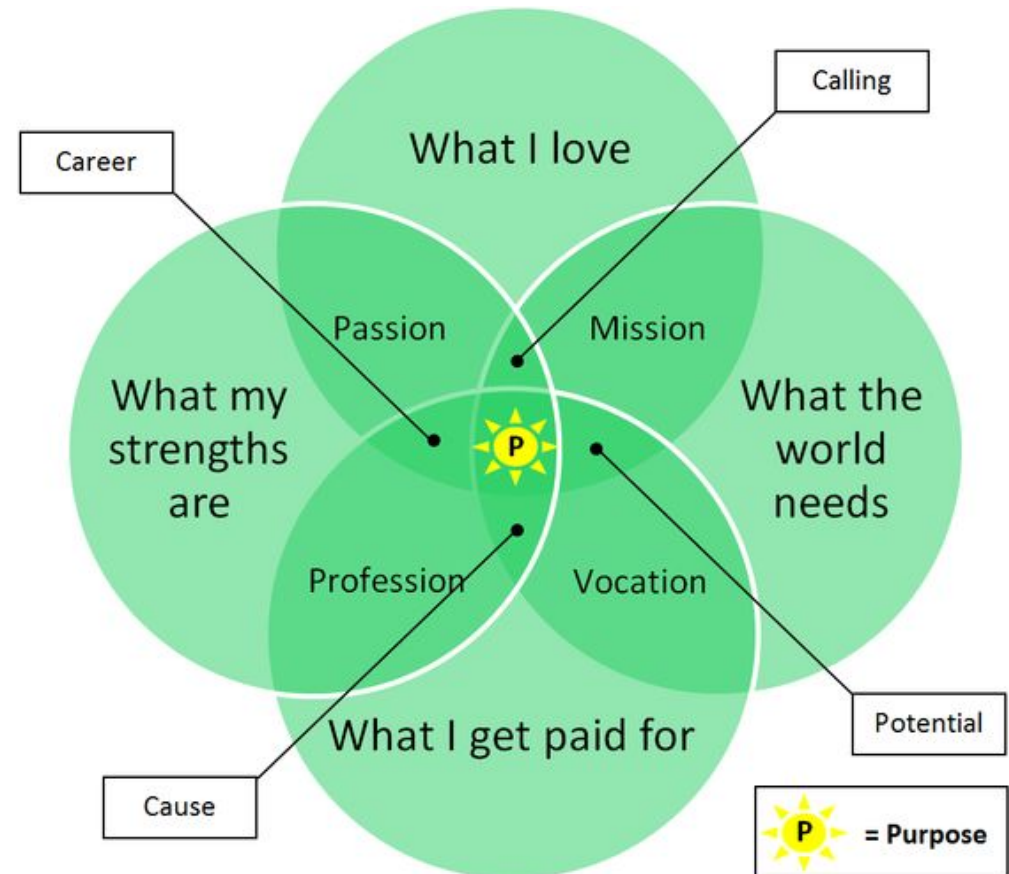 Calling
What I love
Career
Passion
Mission
What my
strengths
are
What the
world
needs
P
Profession
Vocation
What I get paid for
Potential
Cause
P = Purpose